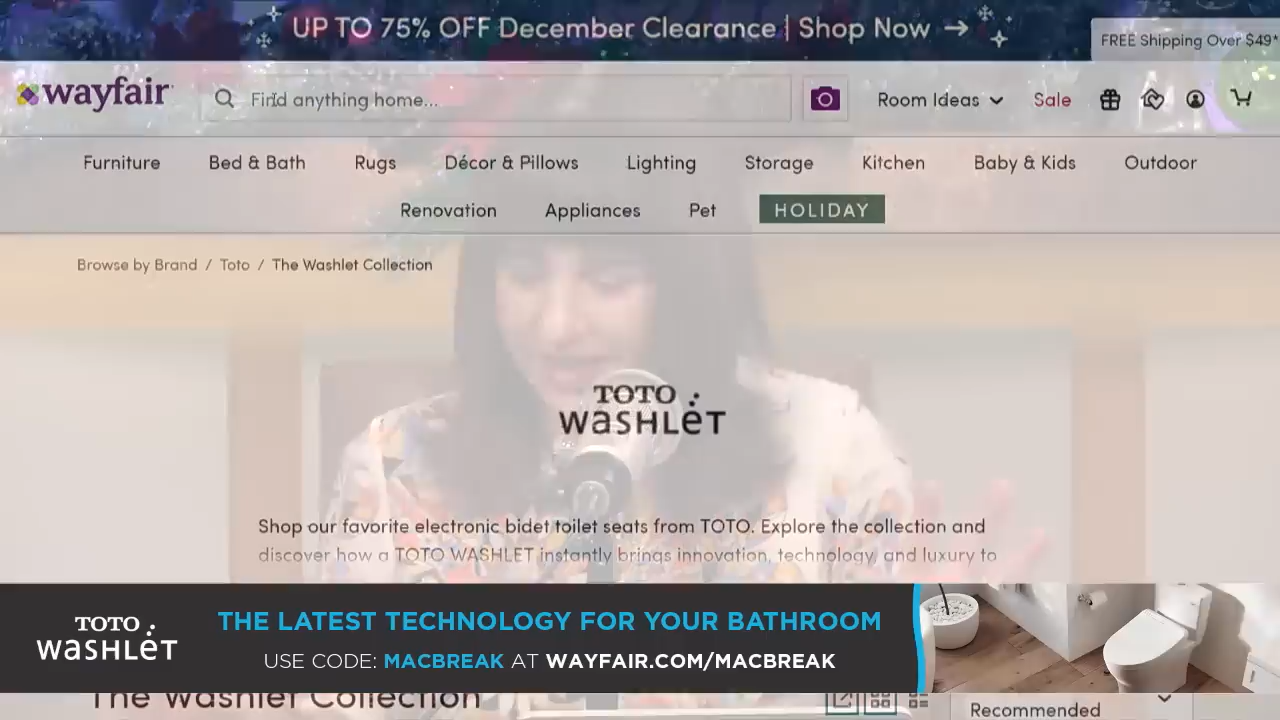 UP TO 75% OFF December Clearance | Shop Now →
FREE Shipping Over $49*
wayfair
Find anything home...
Room Ideas
Sale
Furniture Bed & Bath Rugs Décor & Pillows Lighting Storage Kitchen Baby & Kids Outdoor
Renovation Appliances Pet HOLIDAY
Browse by Brand / Toto / The Washlet Collection
TOTO
WASHLET
Shop our favorite electronic bidet toilet seats from TOTO. Explore the collection and
discover how a TOTO WASHLET instantly brings innovation, technology, and luxury to
TOTO
WASHLET
THE LATEST TECHNOLOGY FOR YOUR BATHROOM
USE CODE: MACBREAK AT WAYFAIR.COM/MACBREAK
The Washlet Collection
Recommended